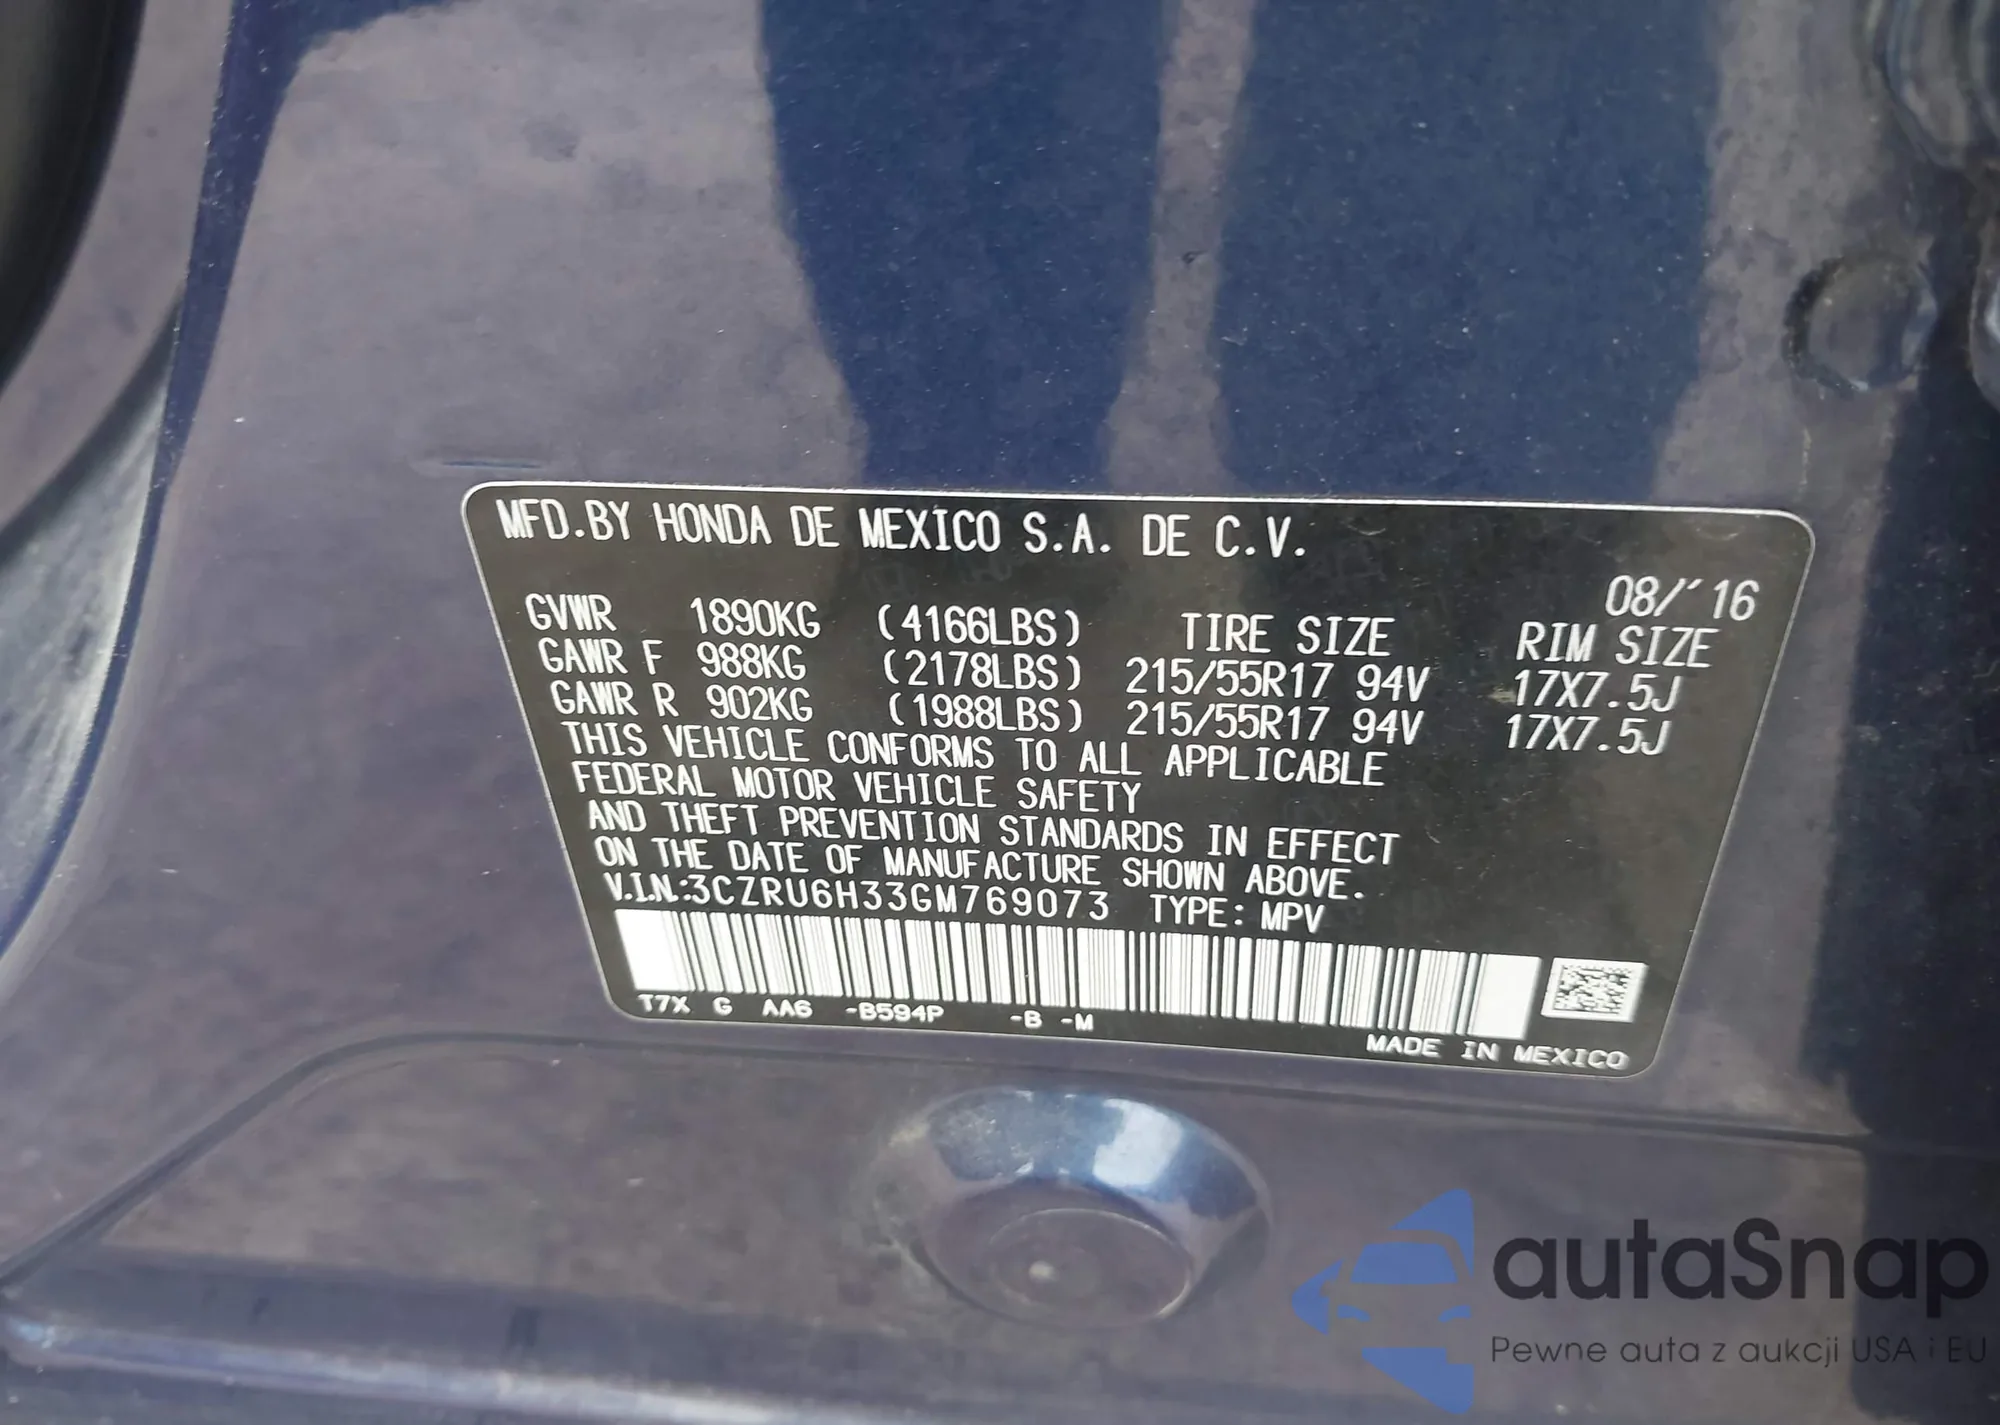 MFD.BY HONDA DE MEXICO S.A. DE C.V.
08/'16
GVWR 1890KG (4166LBS) TIRE SIZE RIM SIZE
GAWR F 988KG (2178LBS) 215/55R17 94V 17X7.5J
GAWR R 902KG (1988LBS) 215/55R17 94V 17X7.5J
THIS VEHICLE CONFORMS TO ALL APPLICABLE
FEDERAL MOTOR VEHICLE SAFETY
AND THEFT PREVENTION STANDARDS IN EFFECT
ON THE DATE OF MANUFACTURE SHOWN ABOVE.
V.I.N.:3CZRU6H33GM769073 TYPE: MPV
T7X G AA6 -B594P -B -M
MADE IN MEXICO
autaSnap
Pewne auta z aukcji USA i EU